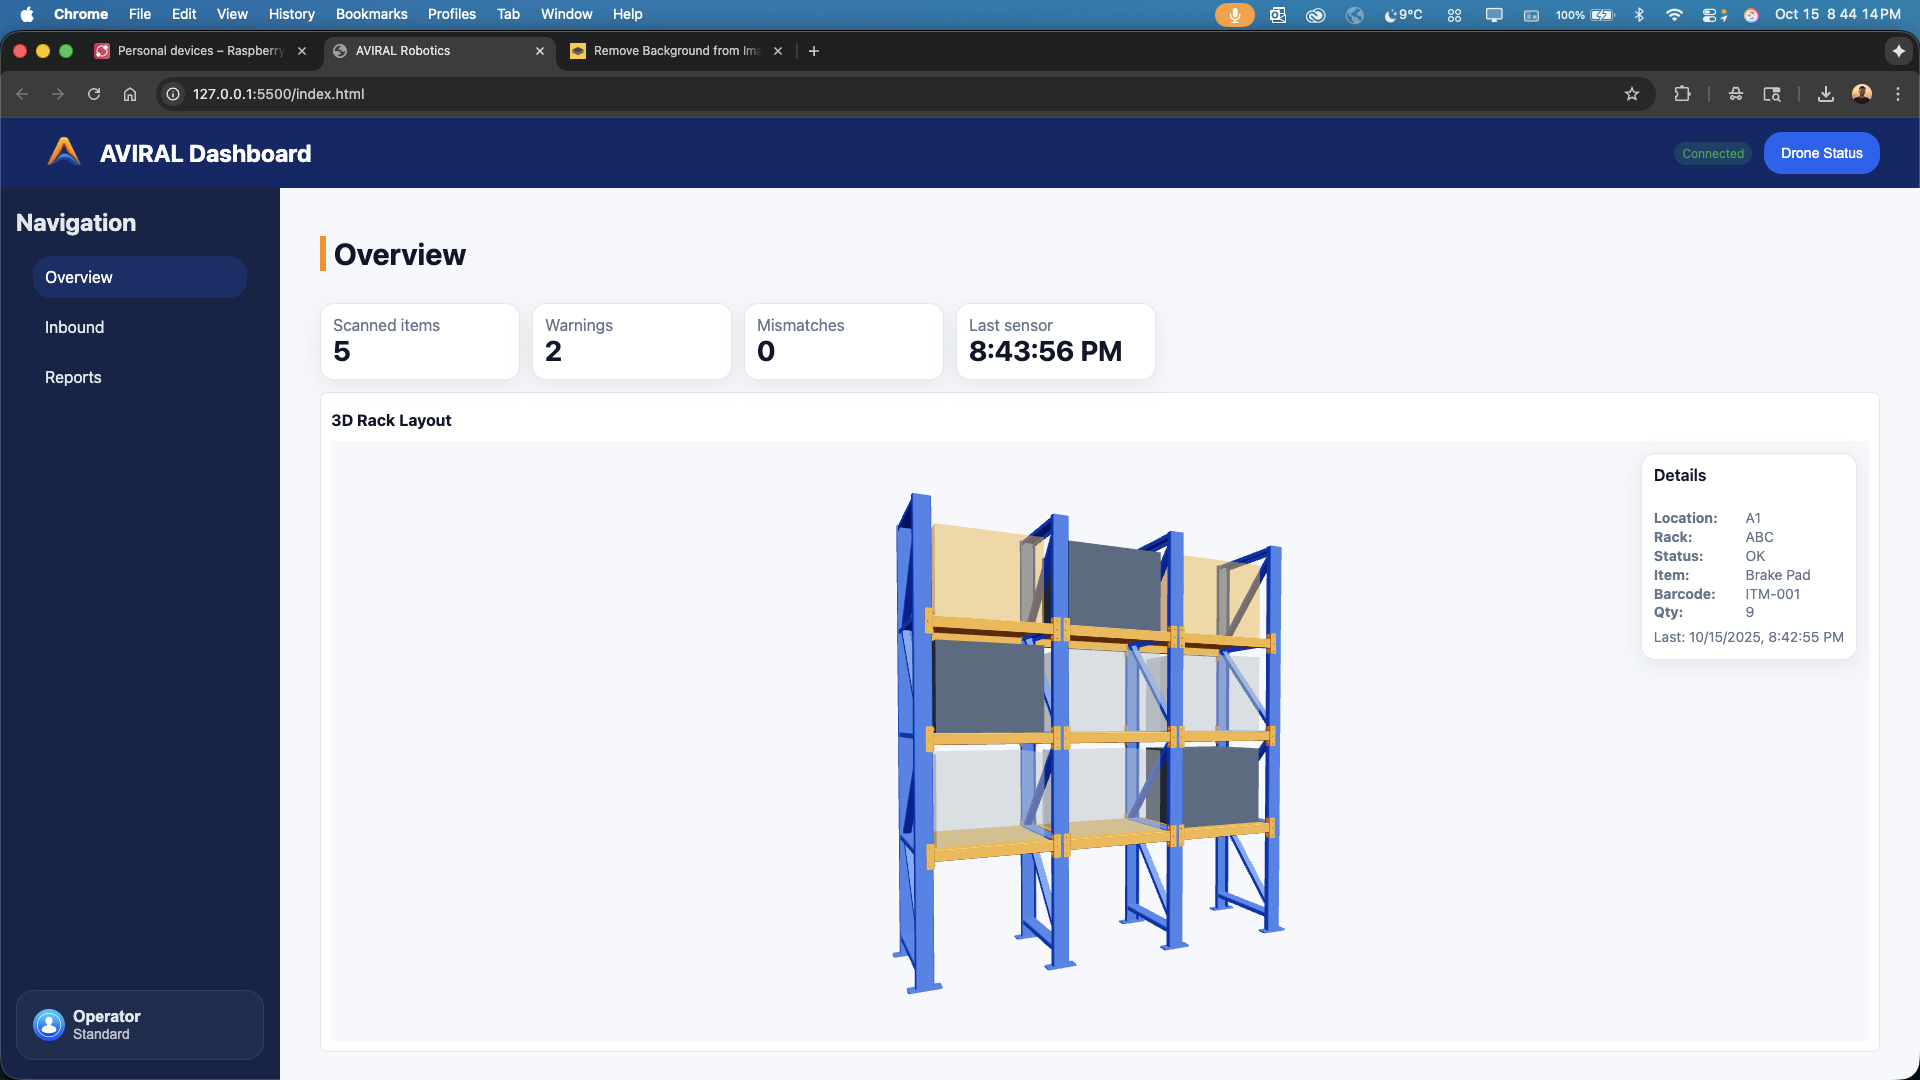 Chrome File Edit View History Bookmarks Profiles Tab Window Help 9°C 100% Oct 15 8 44 14 PM
Personal devices – Raspberry AVIRAL Robotics Remove Background from Ima
127.0.0.1:5500/index.html
AVIRAL Dashboard Connected Drone Status
Navigation
Overview
Inbound
Reports
Operator
Standard
Overview
Scanned items
5
Warnings
2
Mismatches
0
Last sensor
8:43:56 PM
3D Rack Layout
Details
Location: A1
Rack: ABC
Status: OK
Item: Brake Pad
Barcode: ITM-001
Qty: 9
Last: 10/15/2025, 8:42:55 PM